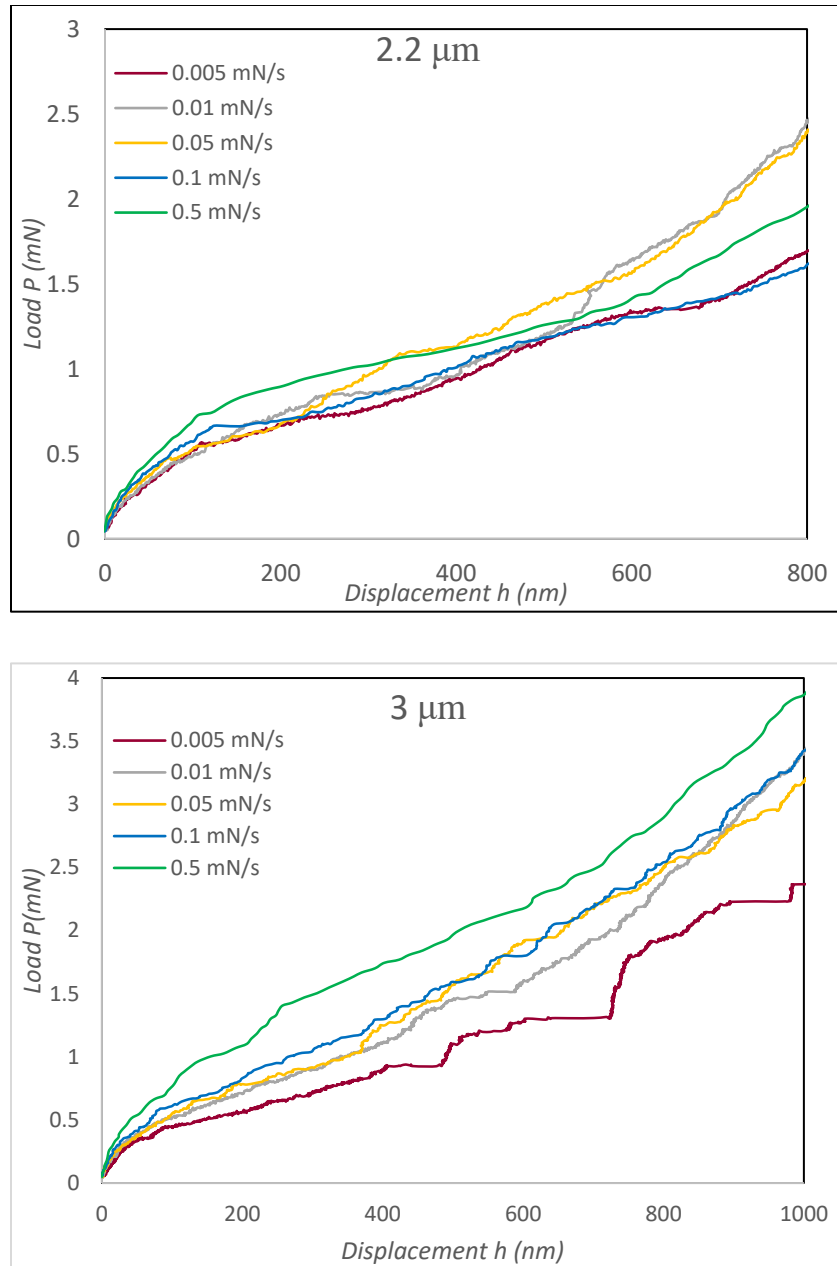 2.2 μm
0.005 mN/s
0.01 mN/s
0.05 mN/s
0.1 mN/s
0.5 mN/s
Load P (mN)
3
2.5
2
1.5
1
0.5
0
0 200 400 600 800
Displacement h (nm)
3 μm
0.005 mN/s
0.01 mN/s
0.05 mN/s
0.1 mN/s
0.5 mN/s
Load P(mN)
4
3.5
3
2.5
2
1.5
1
0.5
0
0 200 400 600 800 1000
Displacement h (nm)